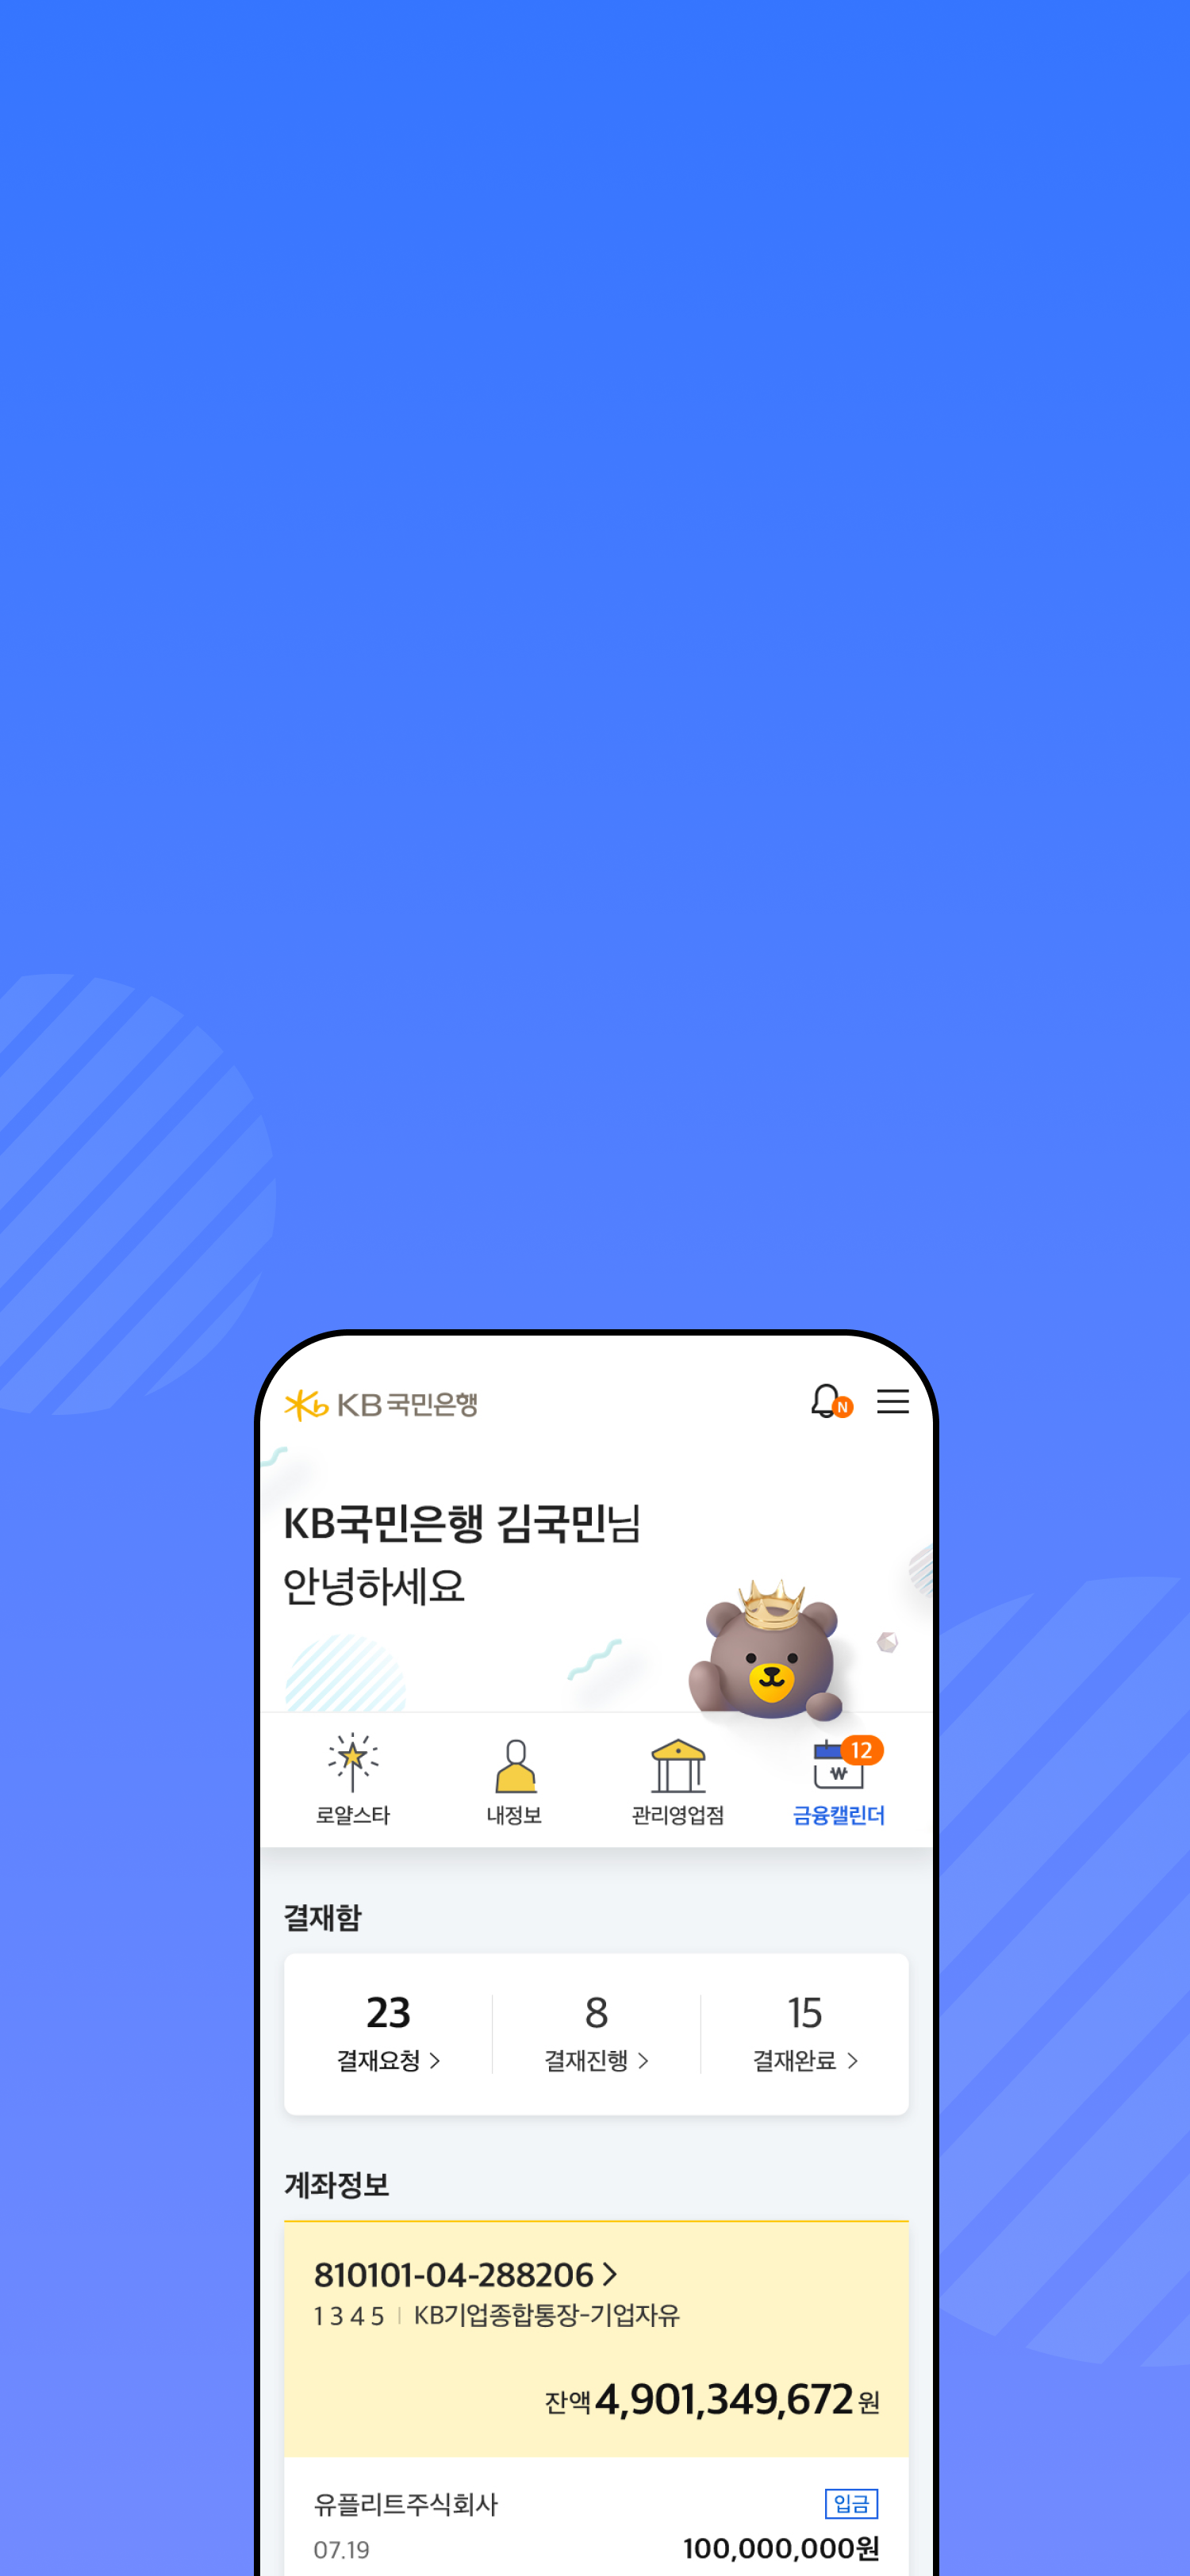 KB 국민은행
N
KB국민은행 김국민님
안녕하세요
12
₩
로얄스타 내정보 관리영업점 금융캘린더
결재함
23 8 15
결재요청 > 결재진행 > 결재완료 >
계좌정보
810101-04-288206 >
1 3 4 5 | KB기업종합통장-기업자유
잔액 4,901,349,672 원
유플리트주식회사 입금
07.19 100,000,000원